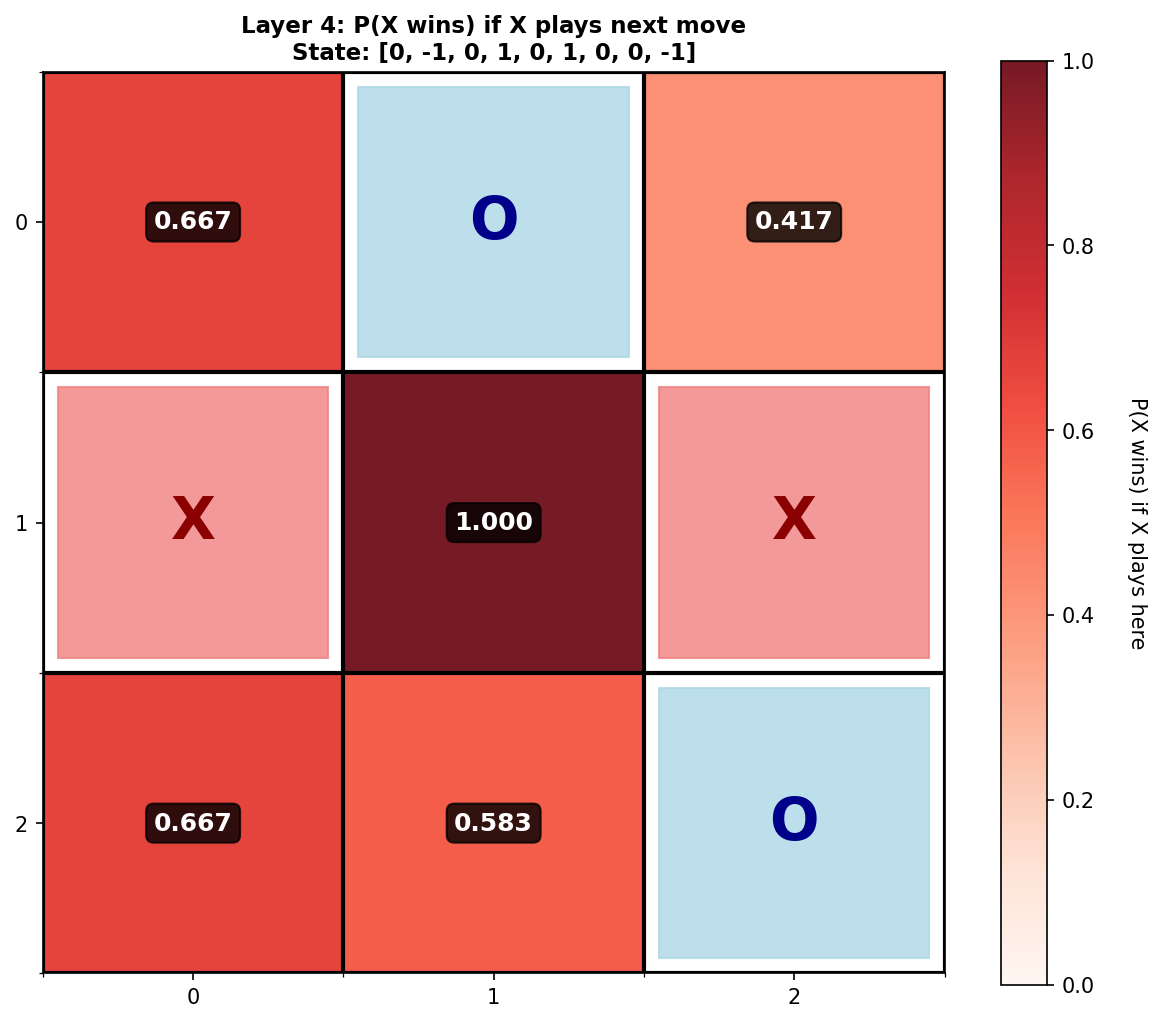 Layer 4: P(X wins) if X plays next move
State: [0, -1, 0, 1, 0, 1, 0, 0, -1]
0.667 O 0.417
X 1.000 X
0.667 0.583 O
0
1
2
0 1 2
1.0
0.8
0.6
0.4
0.2
0.0
P(X wins) if X plays here